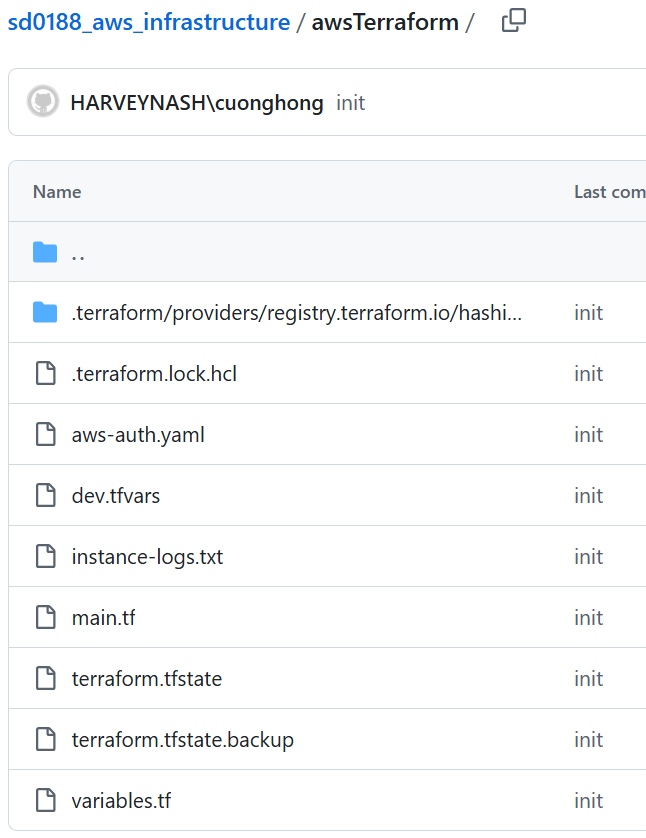 sd0188_aws_infrastructure / awsTerraform /
HARVEYNASH\cuonghong init
Name Last com
..
.terraform/providers/registry.terraform.io/hashi... init
.terraform.lock.hcl init
aws-auth.yaml init
dev.tfvars init
instance-logs.txt init
main.tf init
terraform.tfstate init
terraform.tfstate.backup init
variables.tf init